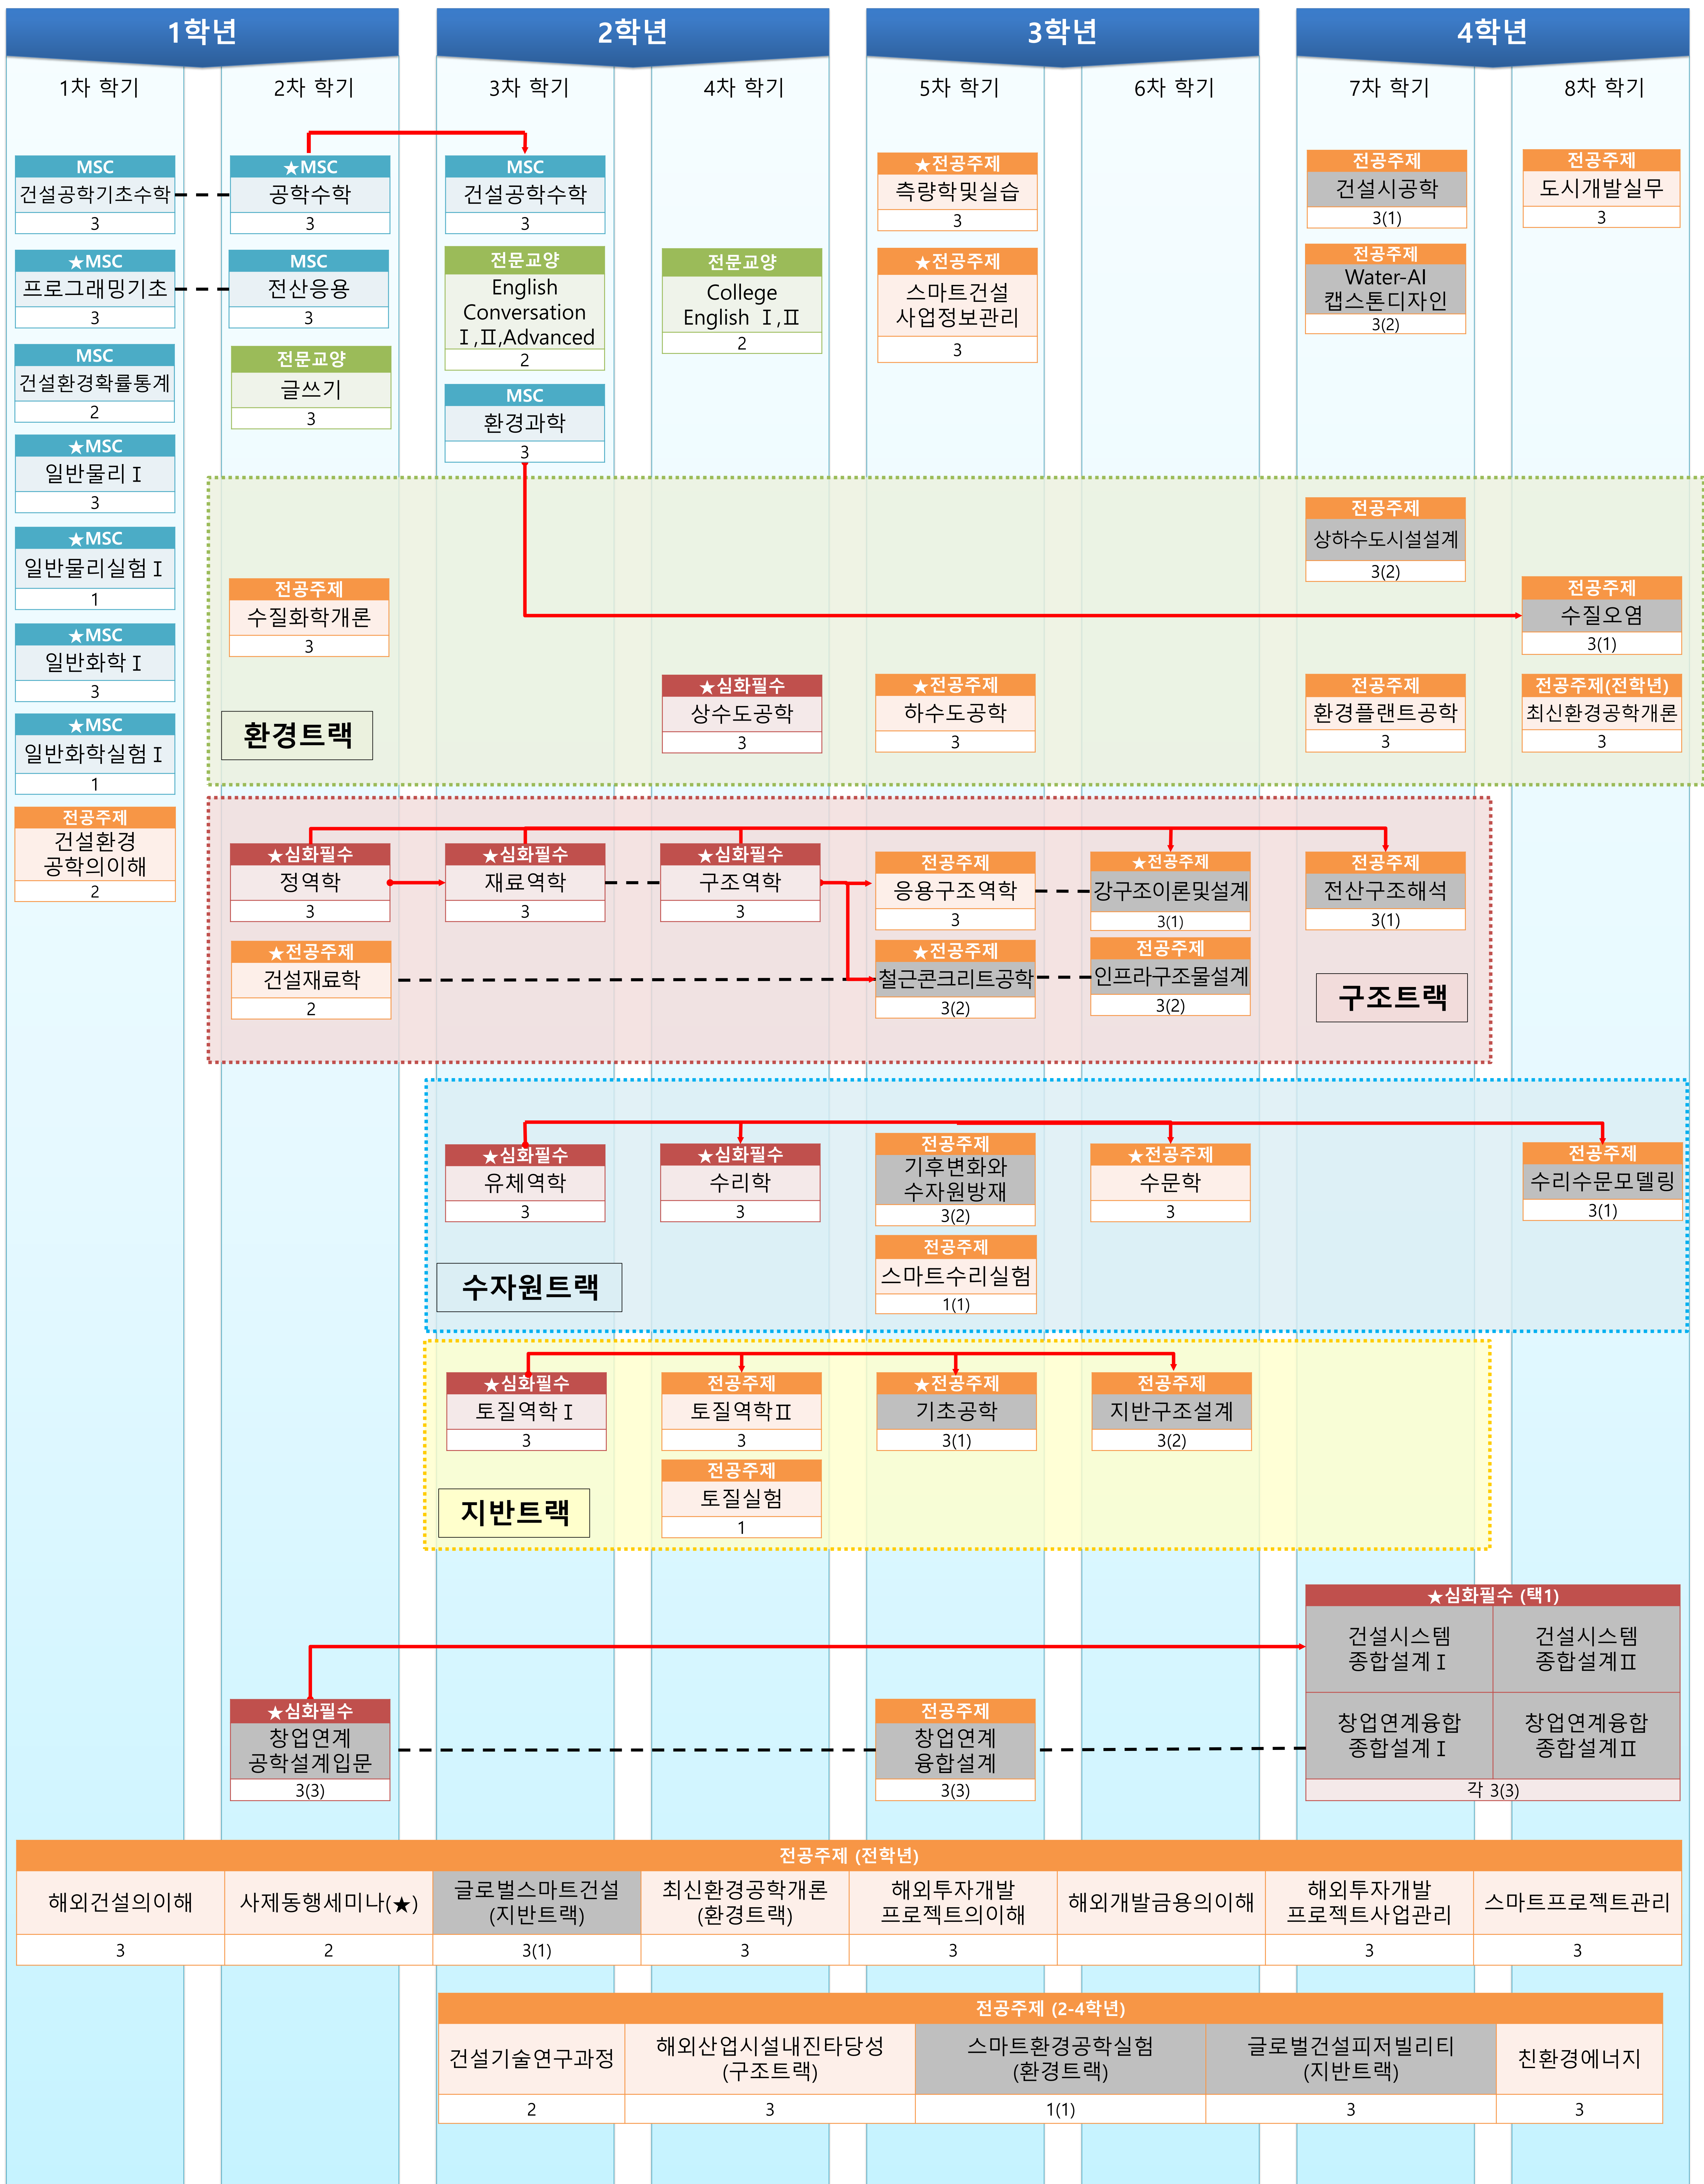 1학년
2학년
3학년
4학년
1차 학기
2차 학기
3차 학기
4차 학기
5차 학기
6차 학기
7차 학기
8차 학기
MSC
건설공학기초수학
3
★MSC
공학수학
3
MSC
건설공학수학
3
★전공주제
측량학및실습
3
전공주제
건설시공학
3(1)
전공주제
도시개발실무
3
★MSC
프로그래밍기초
3
MSC
전산응용
3
전문교양
English
Conversation
Ⅰ,Ⅱ,Advanced
2
전문교양
College
English Ⅰ,Ⅱ
2
★전공주제
스마트건설
사업정보관리
3
전공주제
Water-AI
캡스톤디자인
3(2)
MSC
건설환경확률통계
2
전문교양
글쓰기
3
MSC
환경과학
3
★MSC
일반물리Ⅰ
3
★MSC
일반물리실험Ⅰ
1
★MSC
일반화학Ⅰ
3
★MSC
일반화학실험Ⅰ
1
전공주제
건설환경
공학의이해
2
전공주제
상하수도시설설계
3(2)
전공주제
수질화학개론
3
전공주제
수질오염
3(1)
★심화필수
상수도공학
3
★전공주제
하수도공학
3
전공주제
환경플랜트공학
3
전공주제(전학년)
최신환경공학개론
3
환경트랙
★심화필수
정역학
3
★심화필수
재료역학
3
★심화필수
구조역학
3
전공주제
응용구조역학
3
★전공주제
강구조이론및설계
3(1)
전공주제
전산구조해석
3(1)
★전공주제
건설재료학
2
★전공주제
철근콘크리트공학
3(2)
전공주제
인프라구조물설계
3(2)
구조트랙
★심화필수
유체역학
3
★심화필수
수리학
3
전공주제
기후변화와
수자원방재
3(2)
★전공주제
수문학
3
전공주제
수리수문모델링
3(1)
전공주제
스마트수리실험
1(1)
수자원트랙
★심화필수
토질역학Ⅰ
3
전공주제
토질역학Ⅱ
3
★전공주제
기초공학
3(1)
전공주제
지반구조설계
3(2)
전공주제
토질실험
1
지반트랙
★심화필수 (택1)
건설시스템
종합설계Ⅰ
건설시스템
종합설계Ⅱ
창업연계융합
종합설계Ⅰ
창업연계융합
종합설계Ⅱ
각 3(3)
★심화필수
창업연계
공학설계입문
3(3)
전공주제
창업연계
융합설계
3(3)
전공주제 (전학년)
해외건설의이해
사제동행세미나(★)
글로벌스마트건설
(지반트랙)
최신환경공학개론
(환경트랙)
해외투자개발
프로젝트의이해
해외개발금융의이해
해외투자개발
프로젝트사업관리
스마트프로젝트관리
3
2
3(1)
3
3
3
3
전공주제 (2-4학년)
건설기술연구과정
해외산업시설내진타당성
(구조트랙)
스마트환경공학실험
(환경트랙)
글로벌건설피저빌리티
(지반트랙)
친환경에너지
2
3
1(1)
3
3